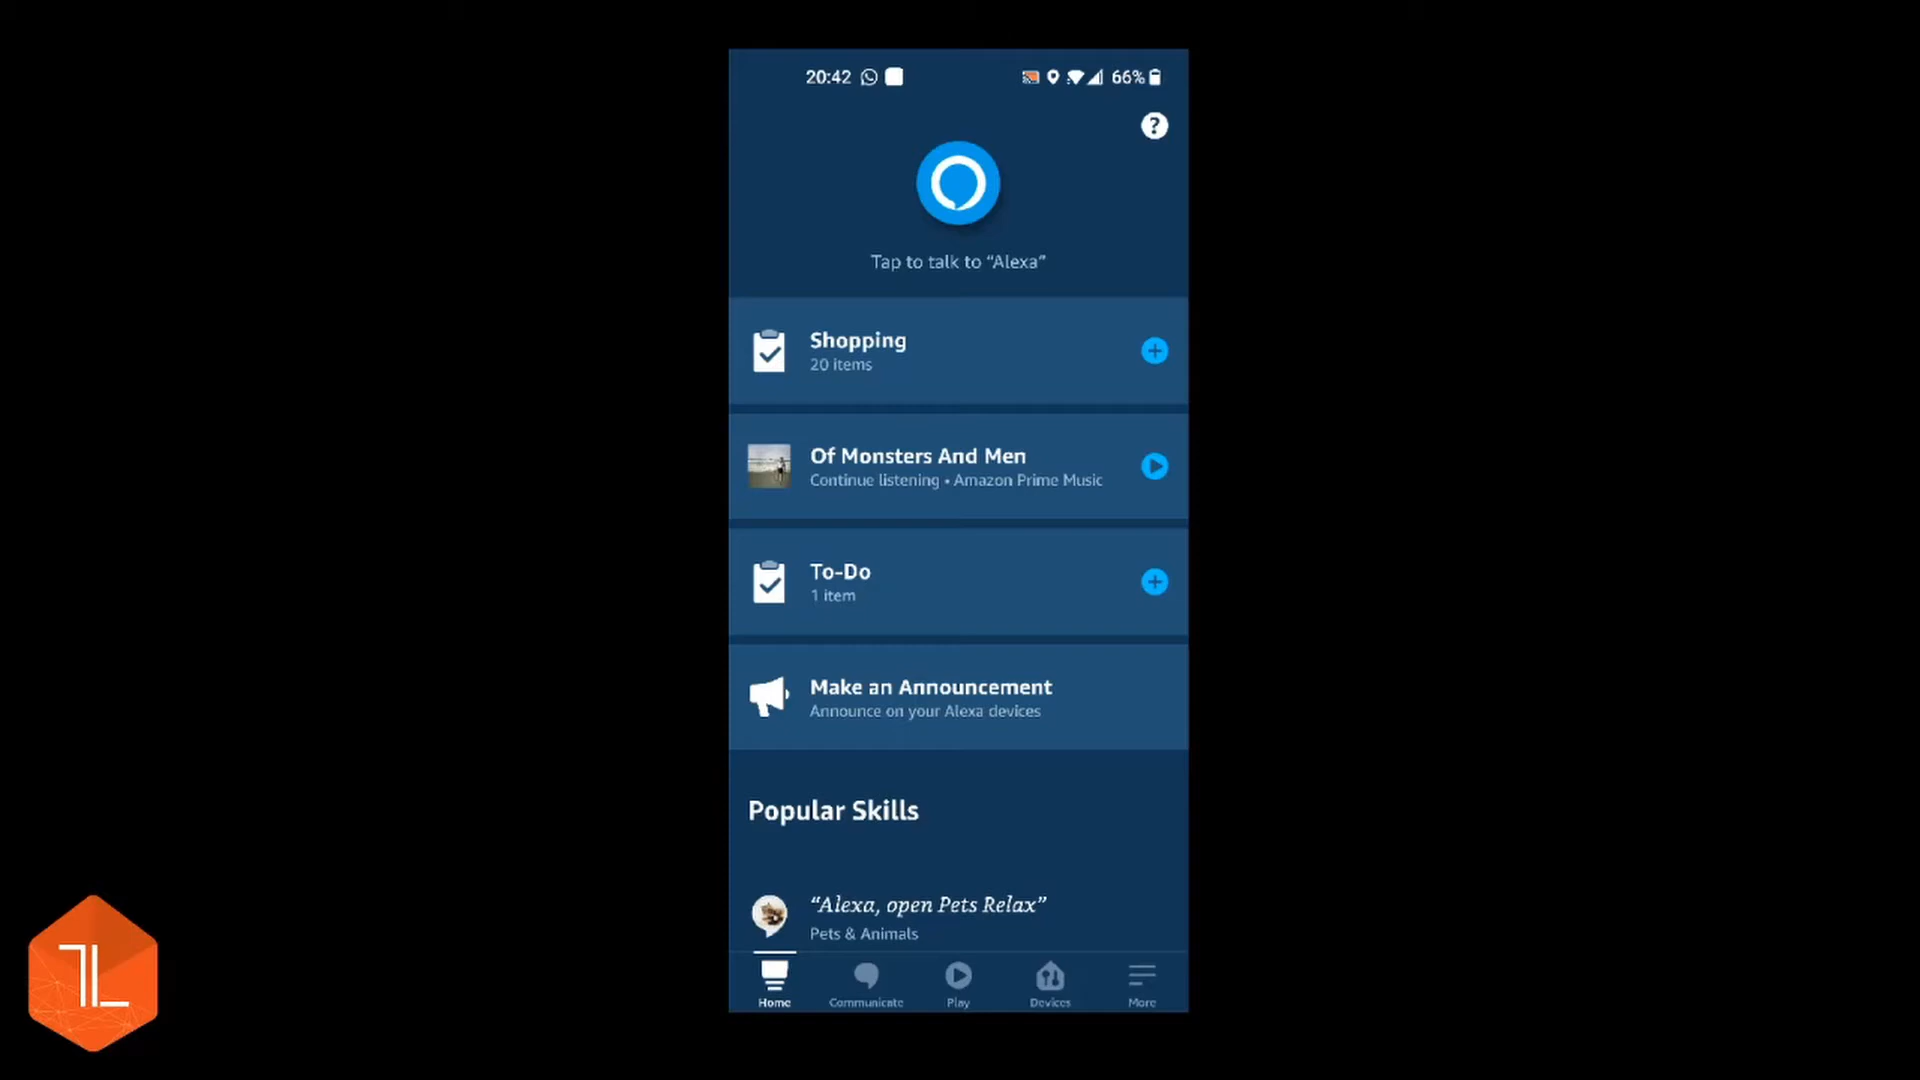 20:42 66%
?
Tap to talk to “Alexa”
Shopping
20 items
Of Monsters And Men
Continue listening • Amazon Prime Music
To-Do
1 item
Make an Announcement
Announce on your Alexa devices
Popular Skills
“Alexa, open Pets Relax”
Pets & Animals
Home Communicate Play Devices More
TL